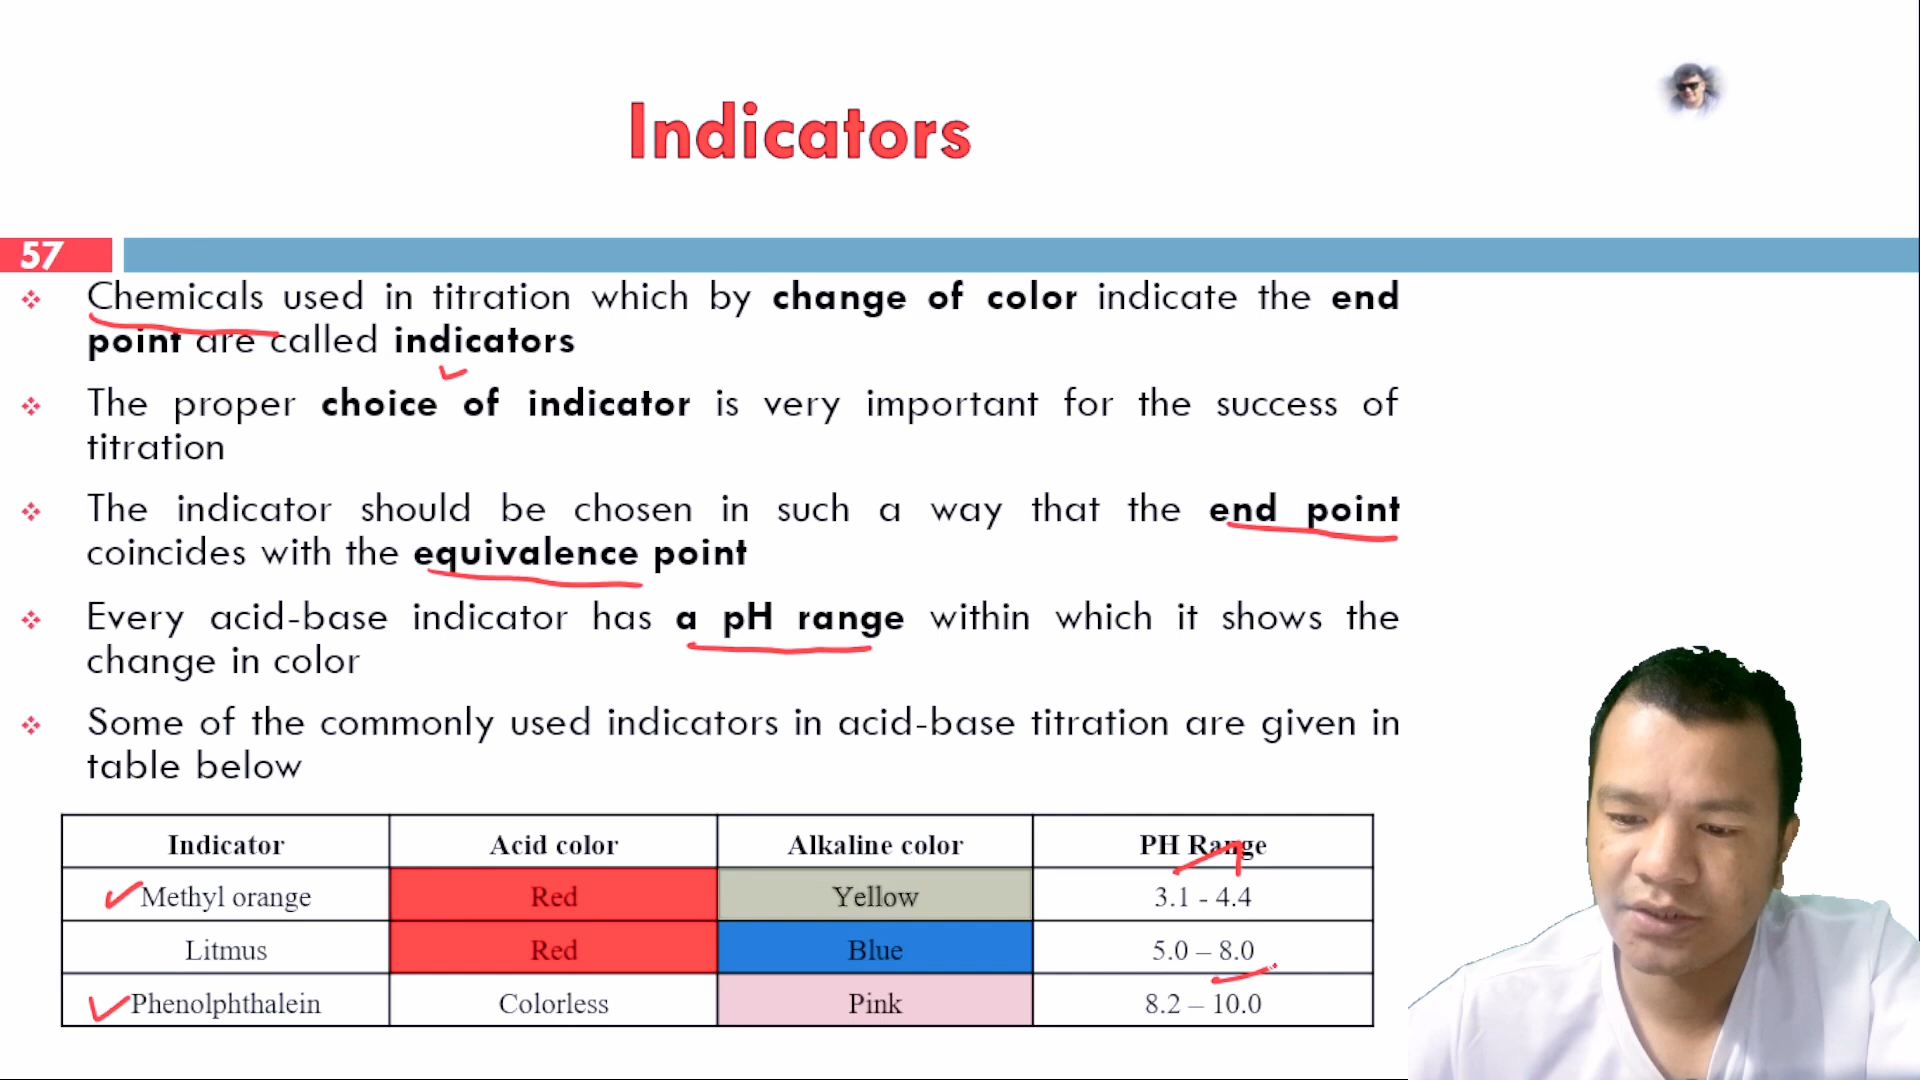 Indicators
57
Chemicals used in titration which by change of color indicate the end
point are called indicators
The proper choice of indicator is very important for the success of
titration
The indicator should be chosen in such a way that the end point
coincides with the equivalence point
Every acid-base indicator has a pH range within which it shows the
change in color
Some of the commonly used indicators in acid-base titration are given in
table below
Indicator Acid color Alkaline color PH Range
Methyl orange Red Yellow 3.1 - 4.4
Litmus Red Blue 5.0 – 8.0
Phenolphthalein Colorless Pink 8.2 – 10.0